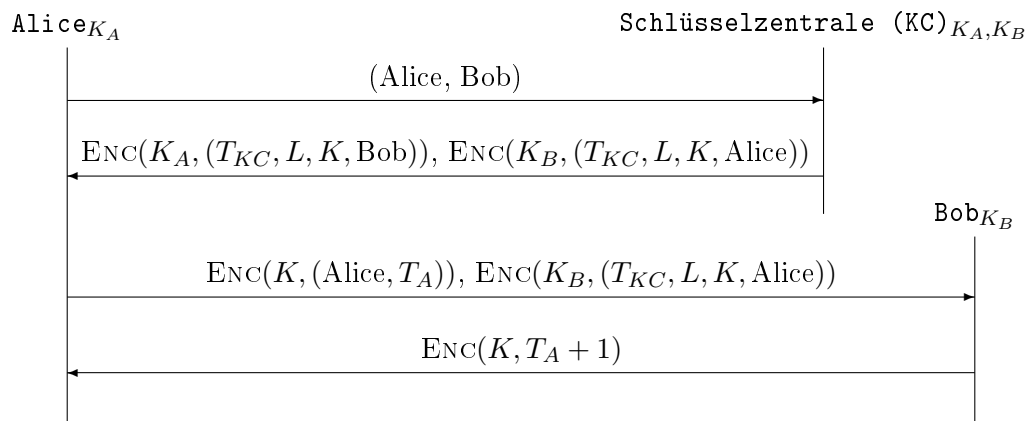 Alice_{K_A}
Schlüsselzentrale (KC)_{K_A,K_B}
(Alice, Bob)
ENC(K_A, (T_{KC}, L, K, Bob)), ENC(K_B, (T_{KC}, L, K, Alice))
Bob_{K_B}
ENC(K, (Alice, T_A)), ENC(K_B, (T_{KC}, L, K, Alice))
ENC(K, T_A + 1)